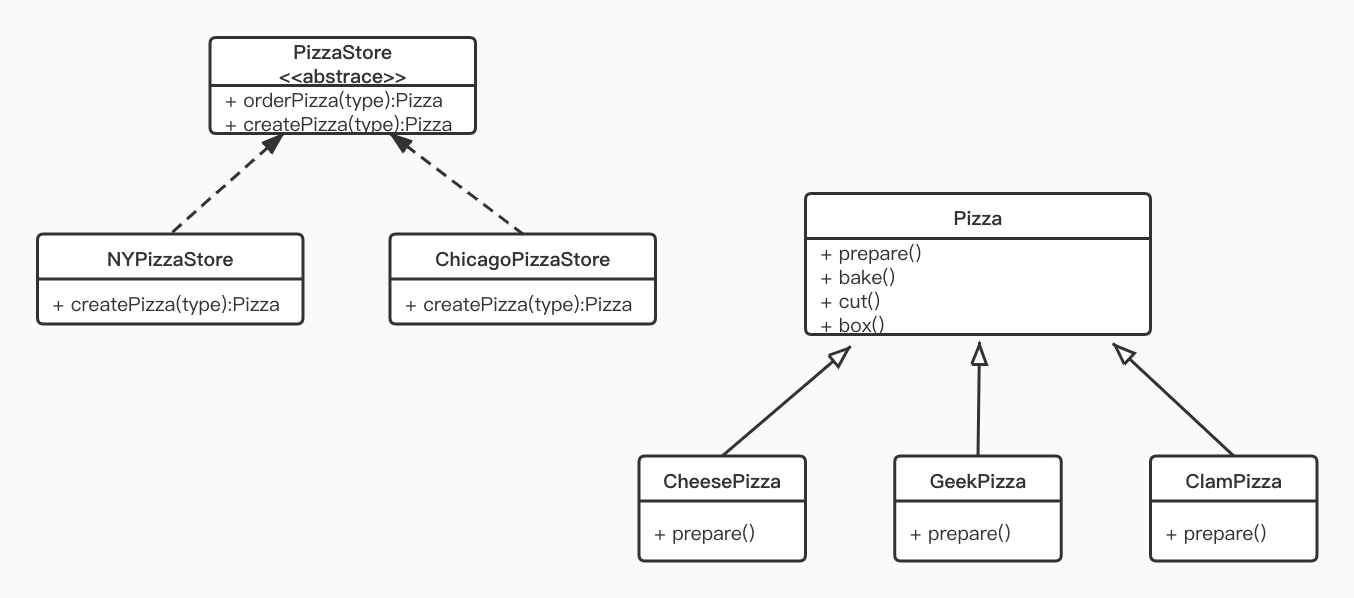 PizzaStore
<<abstrace>>
+ orderPizza(type):Pizza
+ createPizza(type):Pizza
NYPizzaStore
+ createPizza(type):Pizza
ChicagoPizzaStore
+ createPizza(type):Pizza
Pizza
+ prepare()
+ bake()
+ cut()
+ box()
CheesePizza
+ prepare()
GeekPizza
+ prepare()
ClamPizza
+ prepare()